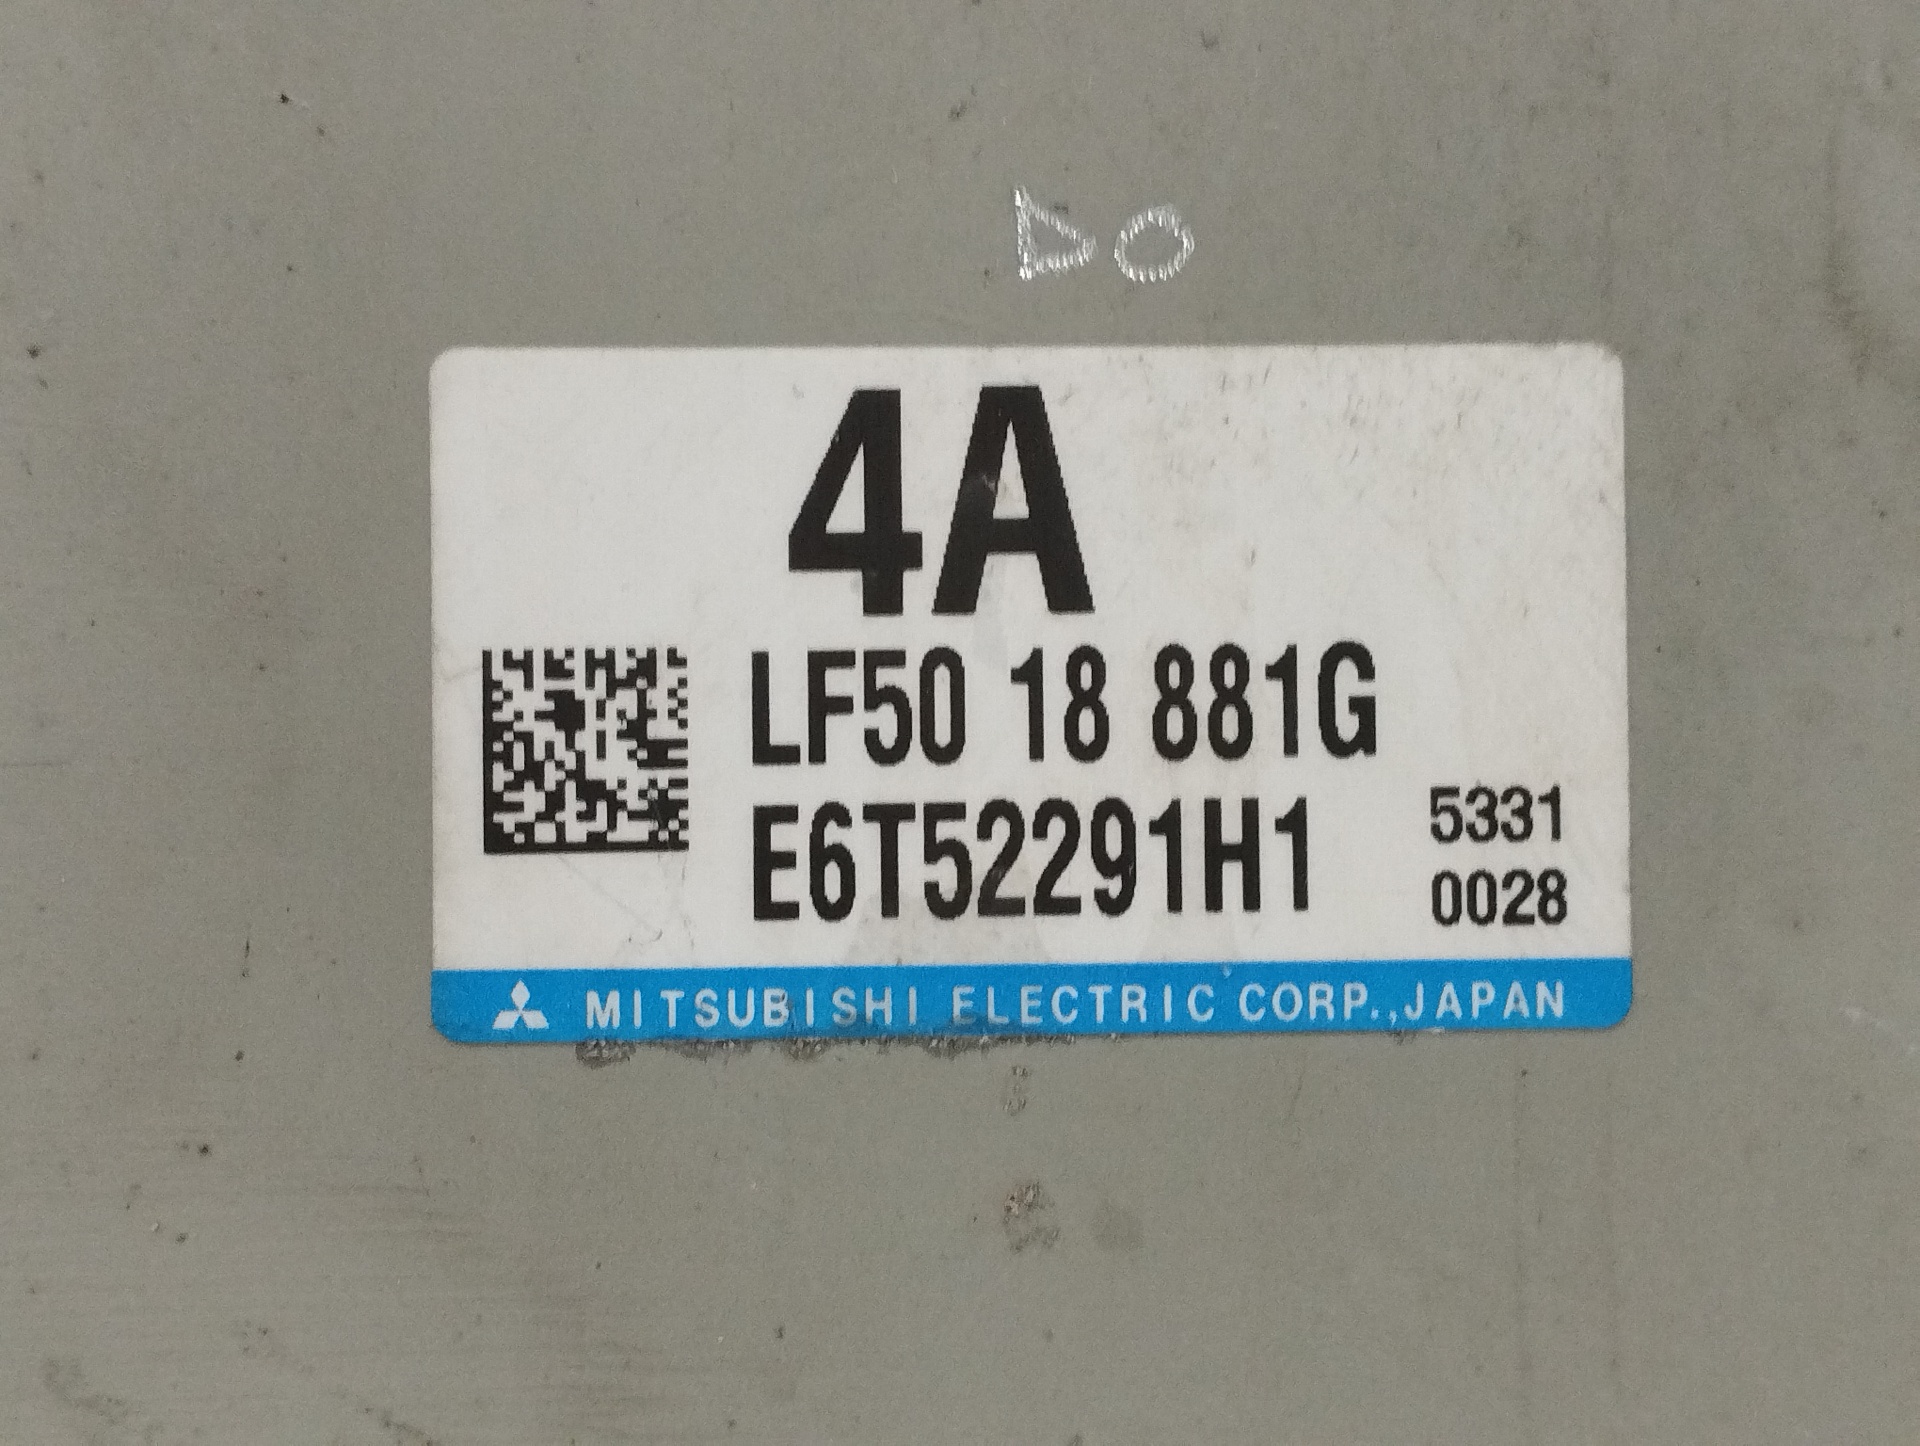 4A
LF50 18 881G
E6T52291H1
5331
0028
MITSUBISHI ELECTRIC CORP.,JAPAN